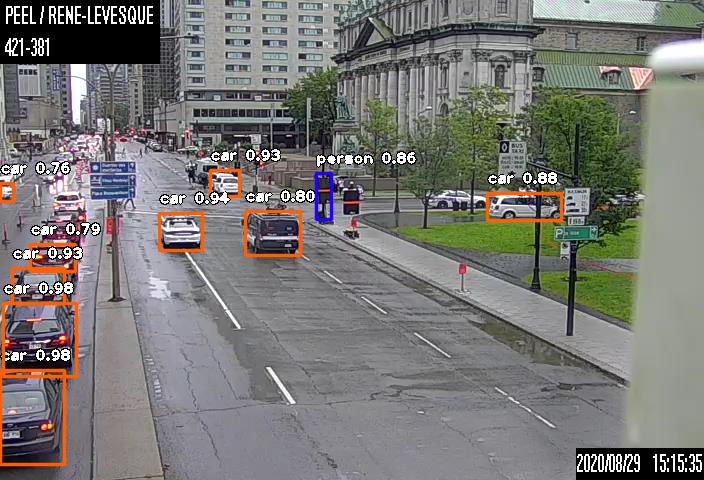 PEEL / RENE-LEVESQUE
421-381
car 0.93
person 0.86
car 0.76
car 0.94
car 0.80
car 0.88
BUS
car 0.79
car 0.93
car 0.98
car 0.98
2020/08/29 15:15:35